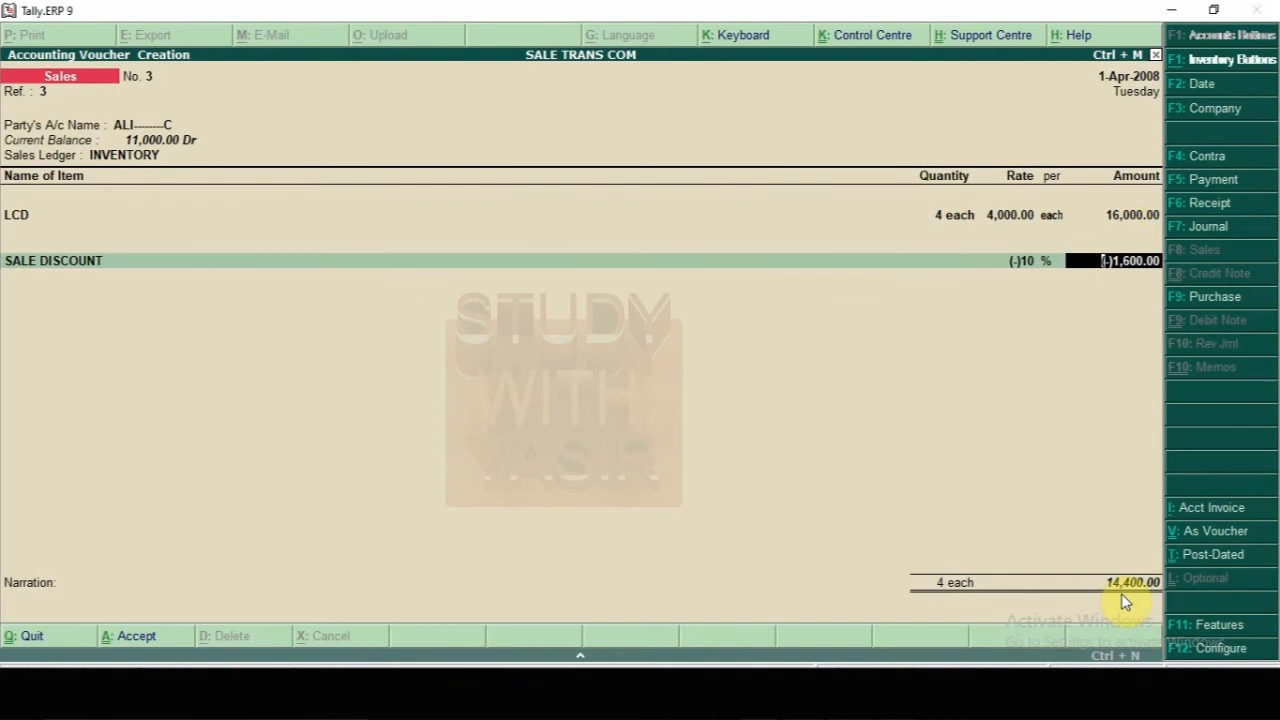 Tally.ERP 9
P: Print E: Export M: E-Mail O: Upload G: Language K: Keyboard K: Control Centre H: Support Centre H: Help
Accounting Voucher Creation SALE TRANS COM Ctrl + M
Sales No. 3 1-Apr-2008
Ref. : 3 Tuesday
Party's A/c Name : ALI--------C
Current Balance : 11,000.00 Dr
Sales Ledger : INVENTORY
Name of Item Quantity Rate per Amount
LCD 4 each 4,000.00 each 16,000.00
SALE DISCOUNT (-)10 % (-)1,600.00
STUDY
WITH
YASIR
Narration: 4 each 14,400.00
Activate Windows
Go to Settings to activate Windows.
Q: Quit A: Accept D: Delete X: Cancel
Ctrl + N
F1: Accounts Buttons
F1: Inventory Buttons
F2: Date
F3: Company
F4: Contra
F5: Payment
F6: Receipt
F7: Journal
F8: Sales
F8: Credit Note
F9: Purchase
F9: Debit Note
F10: Rev Jrnl
F10: Memos
I: Acct Invoice
V: As Voucher
T: Post-Dated
L: Optional
F11: Features
F12: Configure